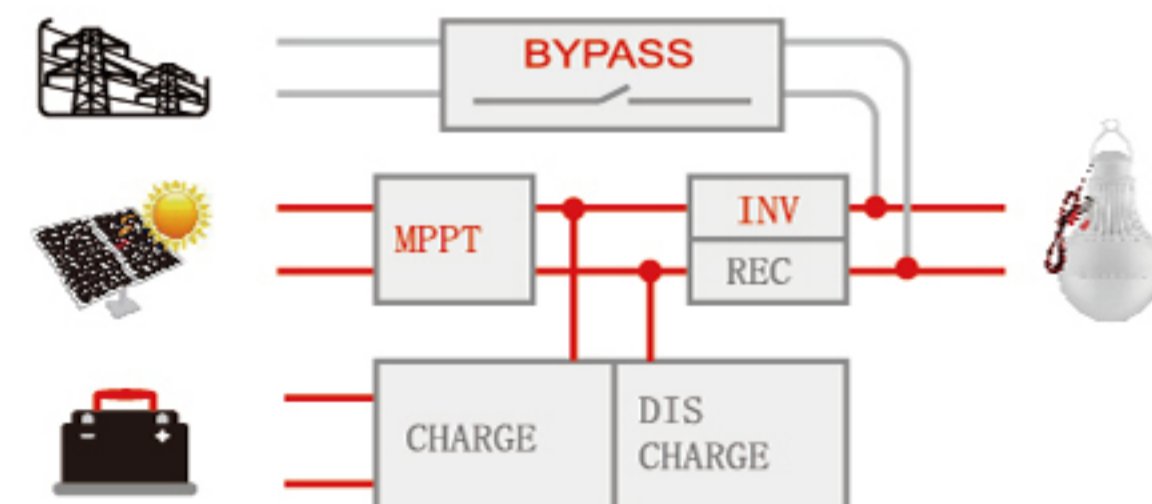 BYPASS
MPPT
INV
REC
CHARGE
DIS
CHARGE